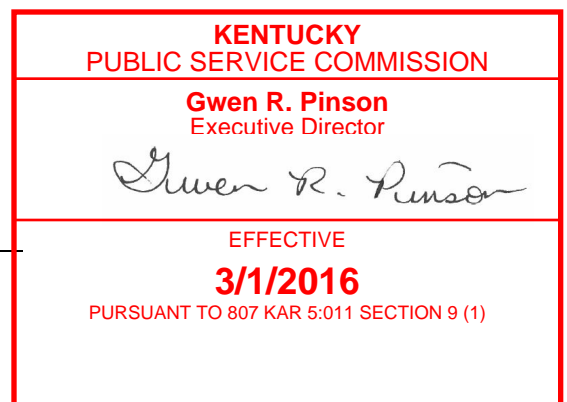 KENTUCKY
PUBLIC SERVICE COMMISSION
Gwen R. Pinson
Executive Director
Gwen R. Punson
EFFECTIVE
3/1/2016
PURSUANT TO 807 KAR 5:011 SECTION 9 (1)